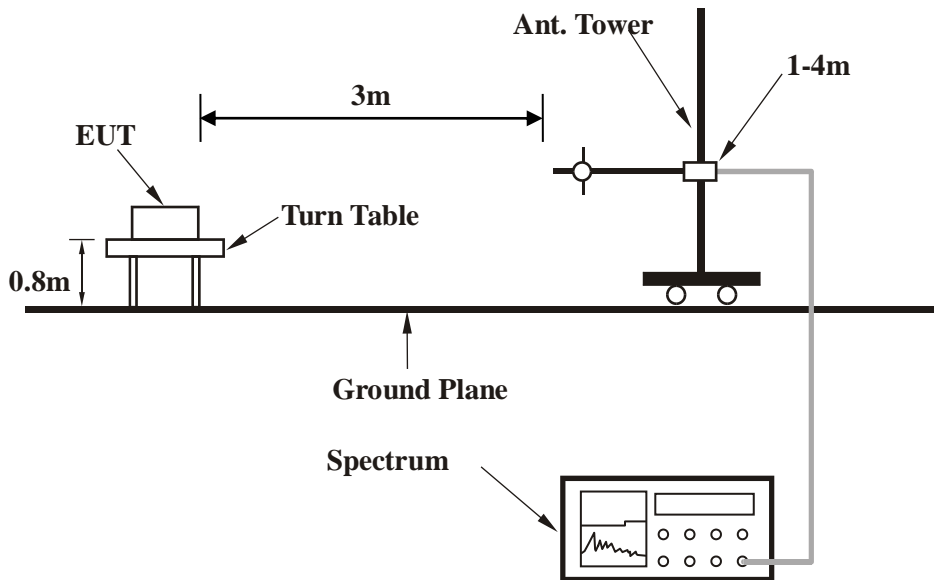 Ant. Tower
1-4m
3m
EUT
Turn Table
0.8m
Ground Plane
Spectrum